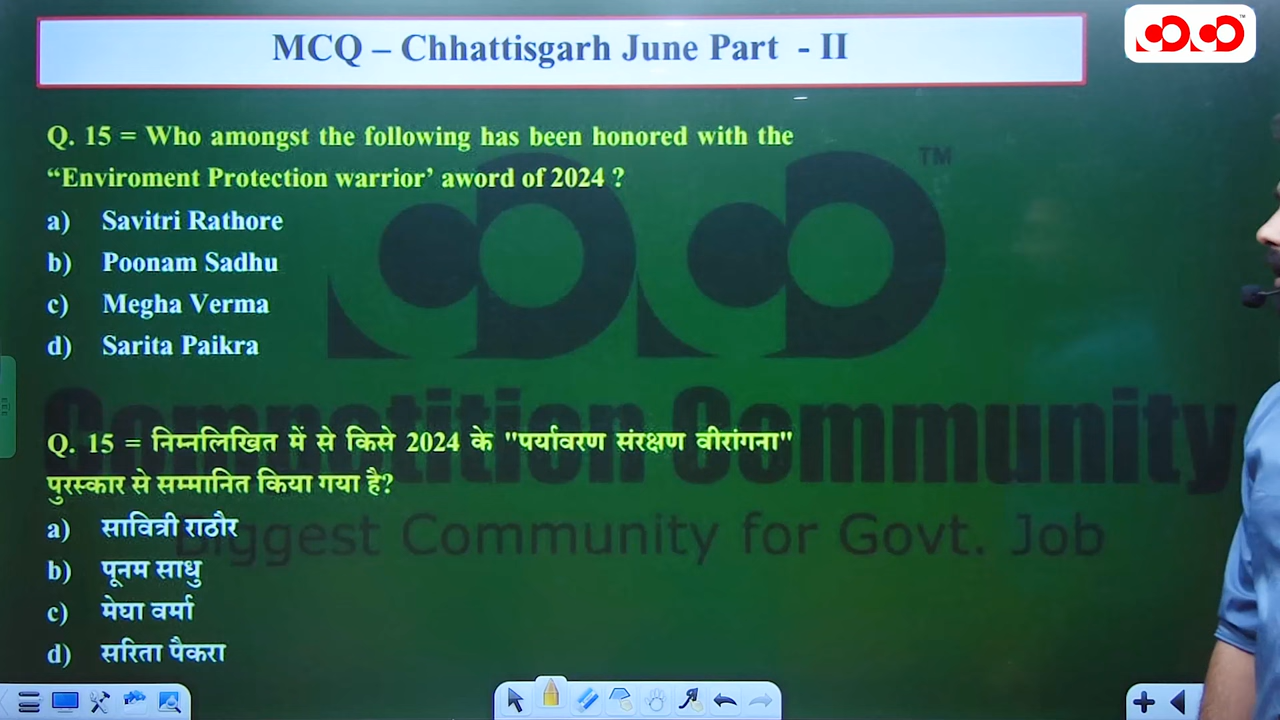 MCQ – Chhattisgarh June Part - II
TM
Q. 15 = Who amongst the following has been honored with the
“Enviroment Protection warrior’ aword of 2024 ?
TM
a) Savitri Rathore
b) Poonam Sadhu
c) Megha Verma
d) Sarita Paikra
Competition Community
Q. 15 = निम्नलिखित में से किसे 2024 के "पर्यावरण संरक्षण वीरांगना"
पुरस्कार से सम्मानित किया गया है?
a) सावित्री राठौर
Biggest Community for Govt. Job
b) पूनम साधु
c) मेघा वर्मा
d) सरिता पैकरा